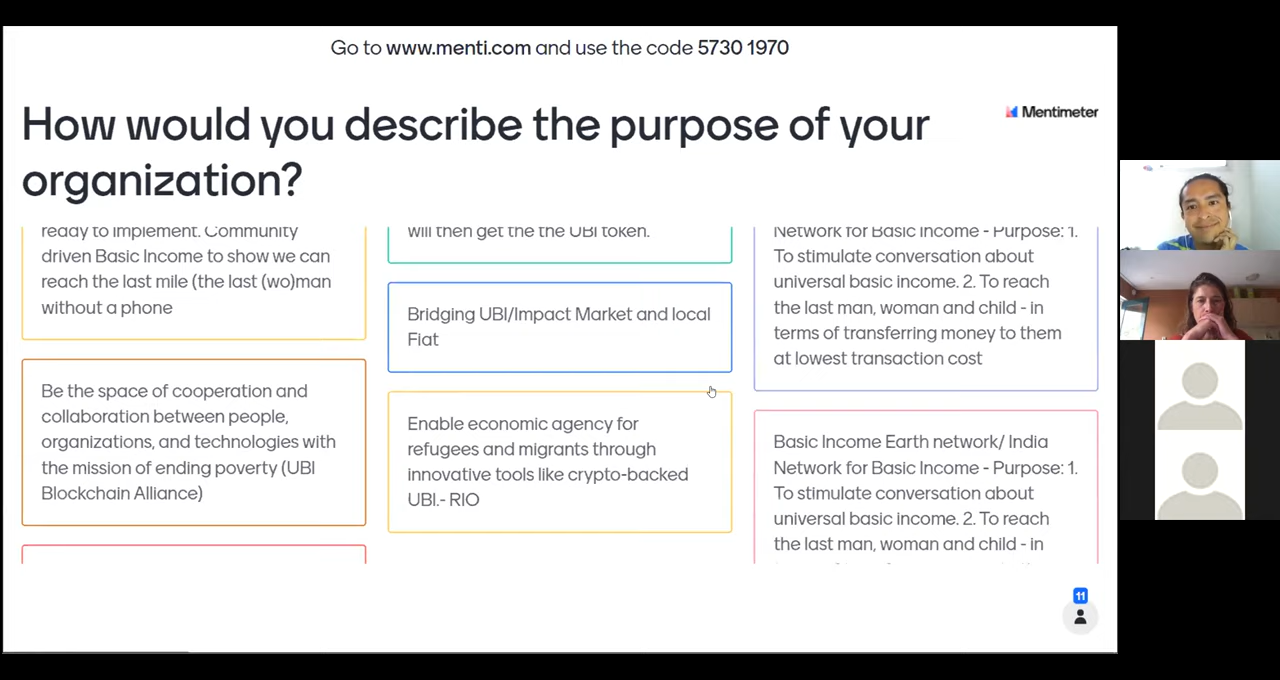 Go to www.menti.com and use the code 5730 1970
Mentimeter
How would you describe the purpose of your
organization?
ready to implement. Community
driven Basic Income to show we can
reach the last mile (the last (wo)man
without a phone
Be the space of cooperation and
collaboration between people,
organizations, and technologies with
the mission of ending poverty (UBI
Blockchain Alliance)
will then get the the UBI token.
Bridging UBI/Impact Market and local
Fiat
Enable economic agency for
refugees and migrants through
innovative tools like crypto-backed
UBI.- RIO
Network for Basic Income - Purpose: 1.
To stimulate conversation about
universal basic income. 2. To reach
the last man, woman and child - in
terms of transferring money to them
at lowest transaction cost
Basic Income Earth network/ India
Network for Basic Income - Purpose: 1.
To stimulate conversation about
universal basic income. 2. To reach
the last man, woman and child - in
11